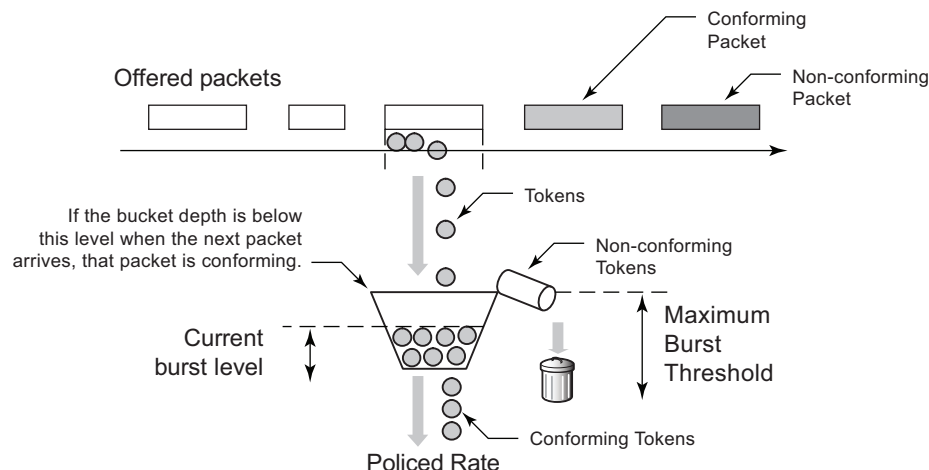 Conforming
Packet
Offered packets
Non-conforming
Packet
Tokens
If the bucket depth is below
this level when the next packet
arrives, that packet is conforming.
Non-conforming
Tokens
Maximum
Burst
Threshold
Current
burst level
Conforming Tokens
Policed Rate